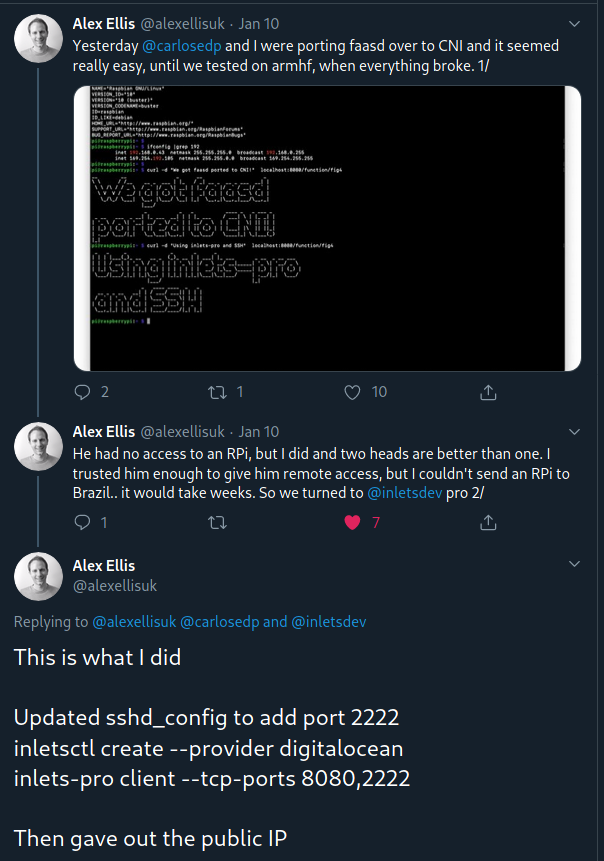 Alex Ellis @alexellisuk · Jan 10
Yesterday @carlosedp and I were porting faasd over to CNI and it seemed
really easy, until we tested on armhf, when everything broke. 1/
NAME="Raspbian GNU/Linux"
VERSION_ID="10"
VERSION="10 (buster)"
VERSION_CODENAME=buster
ID=raspbian
ID_LIKE=debian
HOME_URL="http://www.raspbian.org/"
SUPPORT_URL="http://www.raspbian.org/RaspbianForums"
BUG_REPORT_URL="http://www.raspbian.org/RaspbianBugs"
pi@raspberrypi:~ $
pi@raspberrypi:~ $ ifconfig |grep 192
inet 192.168.0.43 netmask 255.255.255.0 broadcast 192.168.0.255
inet 169.254.192.105 netmask 255.255.0.0 broadcast 169.254.255.255
pi@raspberrypi:~ $
pi@raspberrypi:~ $ curl -d "We got faasd ported to CNI!" localhost:8080/function/figlet
We got faasd
ported to CNI!
pi@raspberrypi:~ $ curl -d "Using inlets-pro and SSH" localhost:8080/function/figlet
Using inlets-pro
and SSH
pi@raspberrypi:~ $
2
1
10
Alex Ellis @alexellisuk · Jan 10
He had no access to an RPi, but I did and two heads are better than one. I
trusted him enough to give him remote access, but I couldn't send an RPi to
Brazil.. it would take weeks. So we turned to @inletsdev pro 2/
1
7
Alex Ellis
@alexellisuk
Replying to @alexellisuk @carlosedp and @inletsdev
This is what I did
Updated sshd_config to add port 2222
inletsctl create --provider digitalocean
inlets-pro client --tcp-ports 8080,2222
Then gave out the public IP